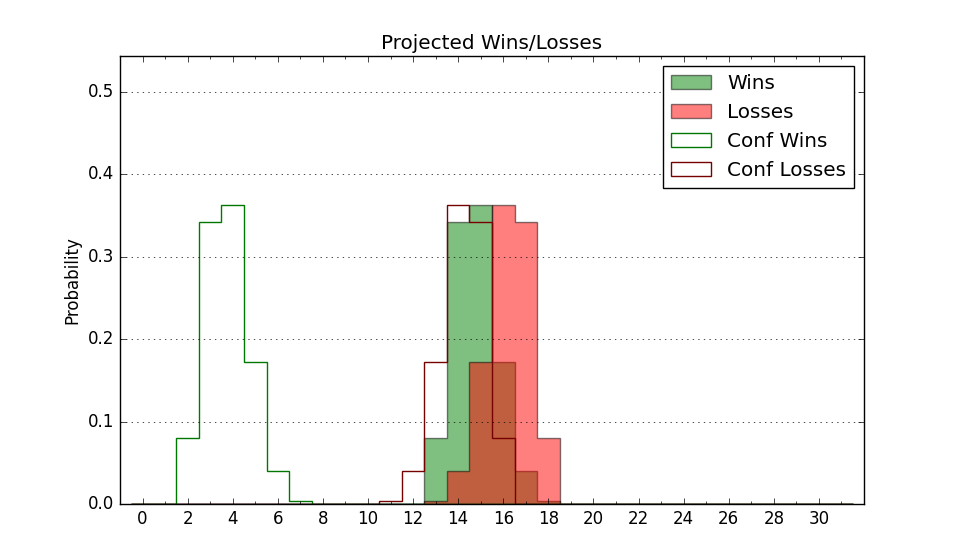 Projected Wins/Losses
Probability
0.5
0.4
0.3
0.2
0.1
0.0
0 2 4 6 8 10 12 14 16 18 20 22 24 26 28 30
Wins
Losses
Conf Wins
Conf Losses